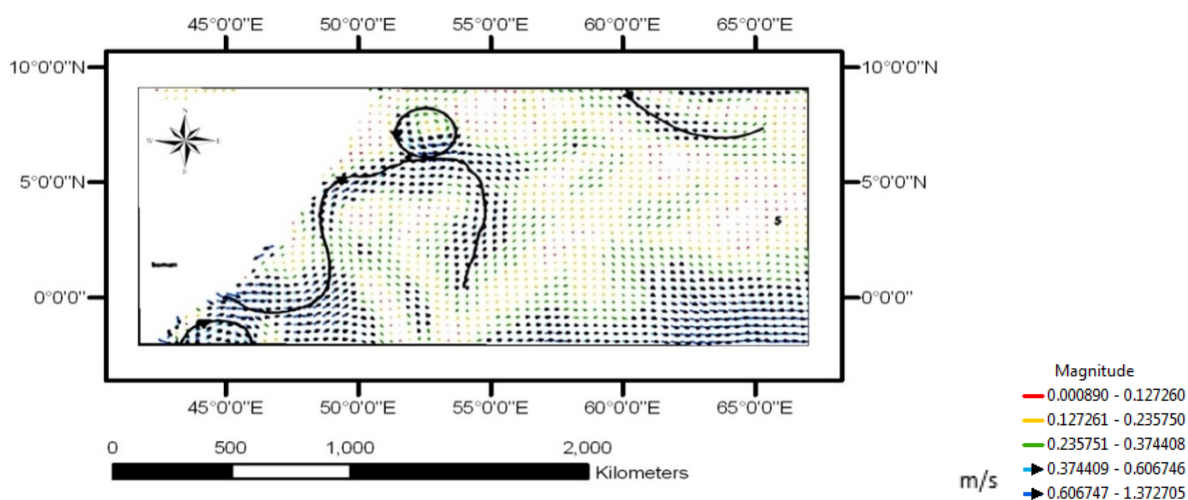 45°0'0"E 50°0'0"E 55°0'0"E 60°0'0"E 65°0'0"E
10°0'0"N 10°0'0"N
N
W E
5°0'0"N 5°0'0"N
S
0°0'0" 0°0'0"
45°0'0"E 50°0'0"E 55°0'0"E 60°0'0"E 65°0'0"E
0 500 1,000 2,000
Kilometers
m/s
Magnitude
0.000890 - 0.127260
0.127261 - 0.235750
0.235751 - 0.374408
0.374409 - 0.606746
0.606747 - 1.372705